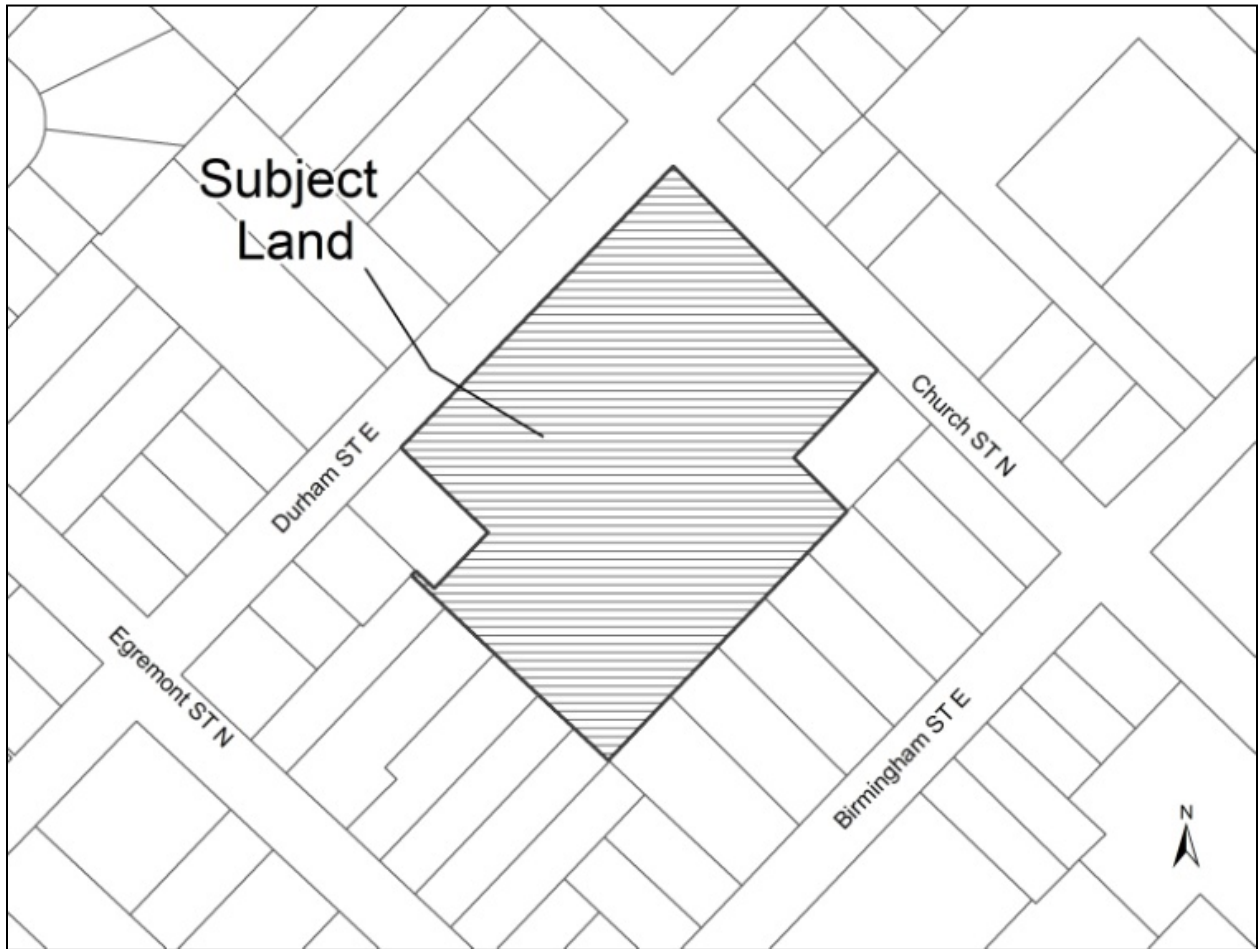 Subject
Land
Church ST N
Durham ST E
Egremont ST N
Birmingham ST E
N